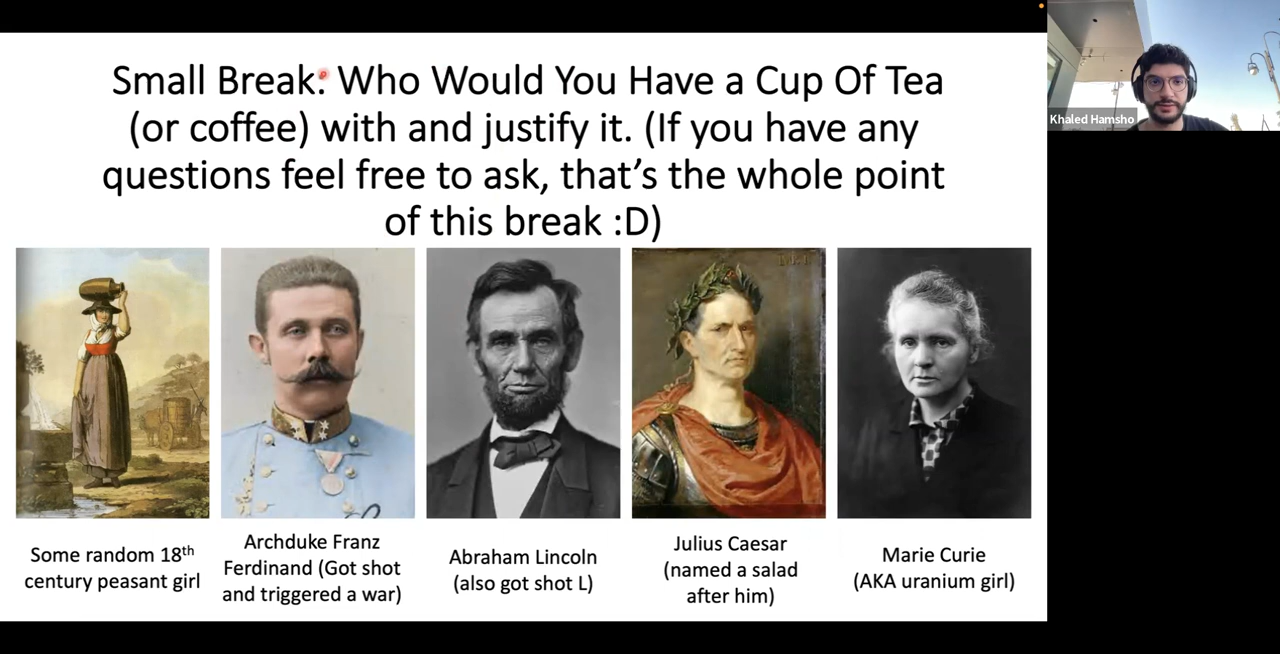 Small Break: Who Would You Have a Cup Of Tea
(or coffee) with and justify it. (If you have any
questions feel free to ask, that's the whole point
of this break :D)
Khaled Hamsho
Some random 18th
century peasant girl
Archduke Franz
Ferdinand (Got shot
and triggered a war)
Abraham Lincoln
(also got shot L)
Julius Caesar
(named a salad
after him)
Marie Curie
(AKA uranium girl)